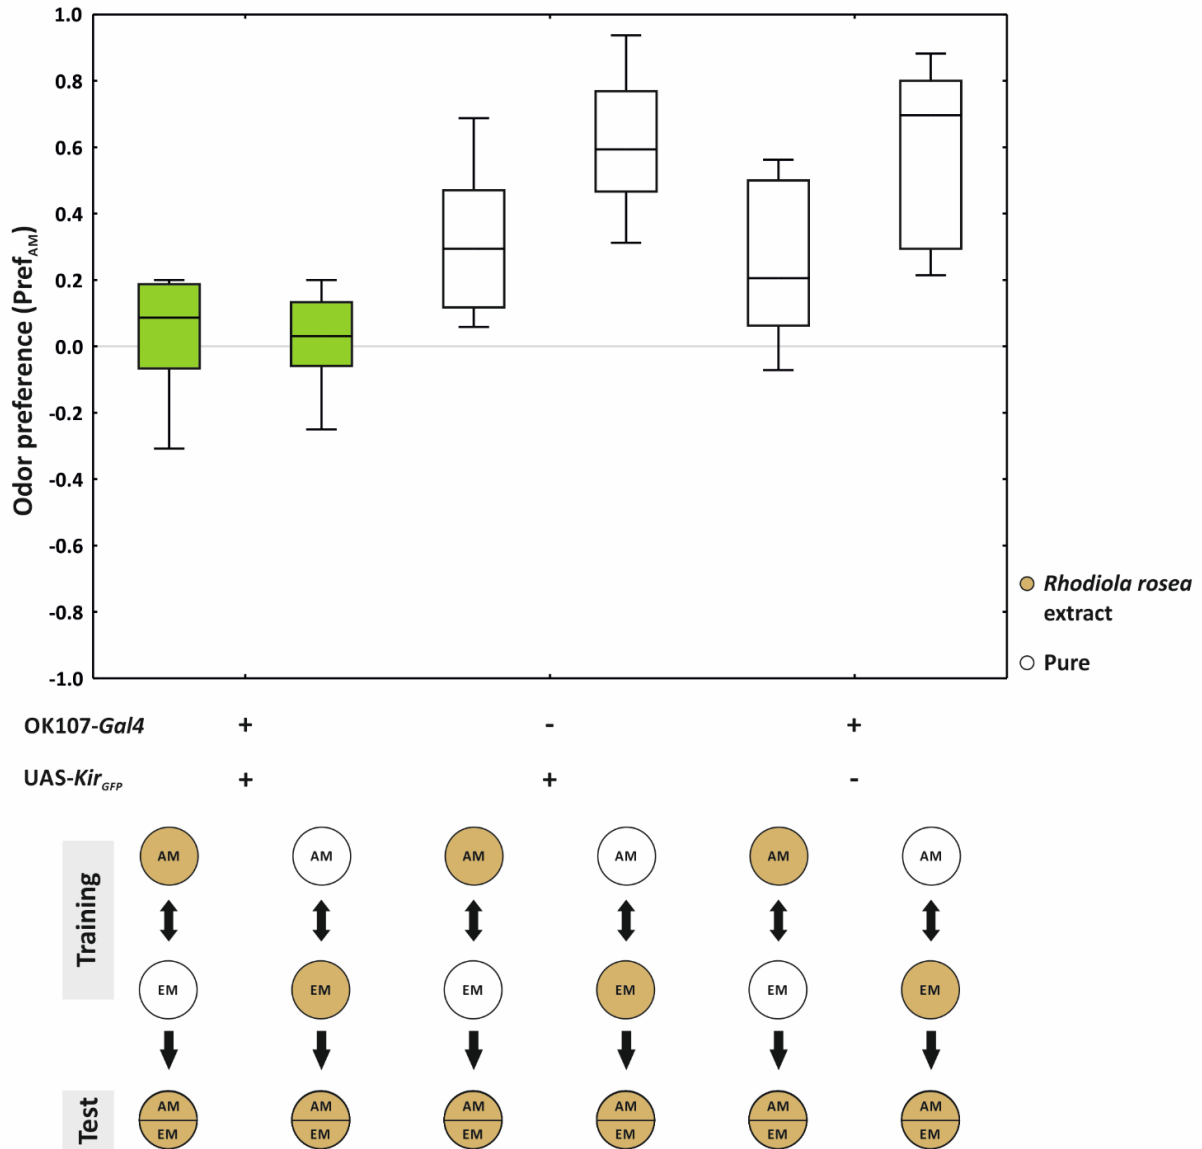 1.0
0.8
0.6
0.4
0.2
0.0
-0.2
-0.4
-0.6
-0.8
-1.0
Odor preference (PrefAM)
Rhodiola rosea
extract
Pure
OK107-Gal4 + - +
UAS-KirGFP + + -
Training
AM AM AM AM AM AM
EM EM EM EM EM EM
Test
AM AM AM AM AM AM
EM EM EM EM EM EM